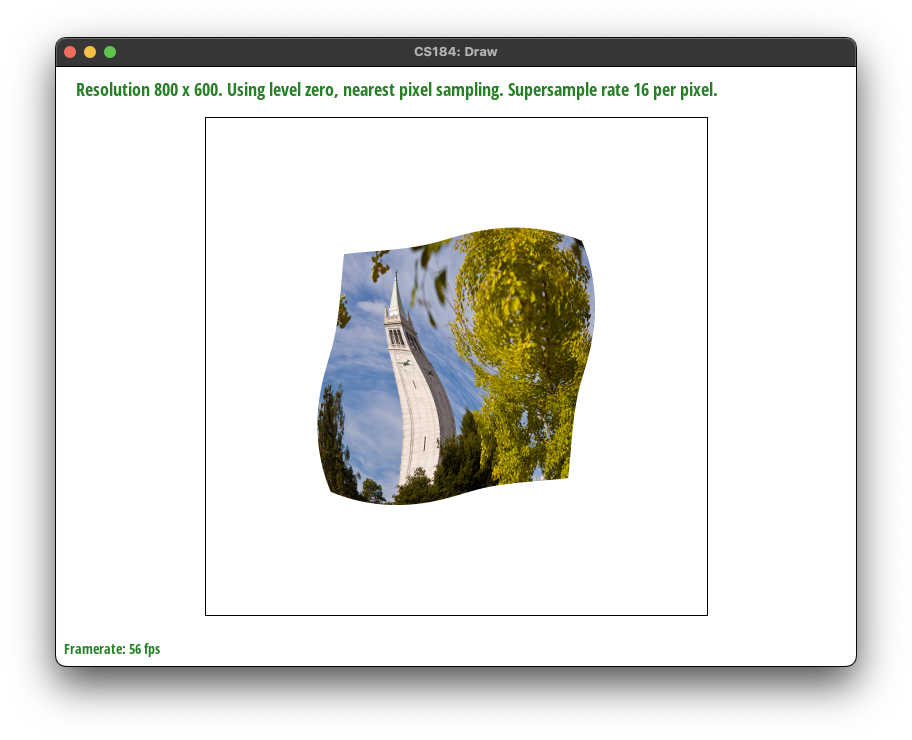 CS184: Draw
Resolution 800 x 600. Using level zero, nearest pixel sampling. Supersample rate 16 per pixel.
Framerate: 56 fps